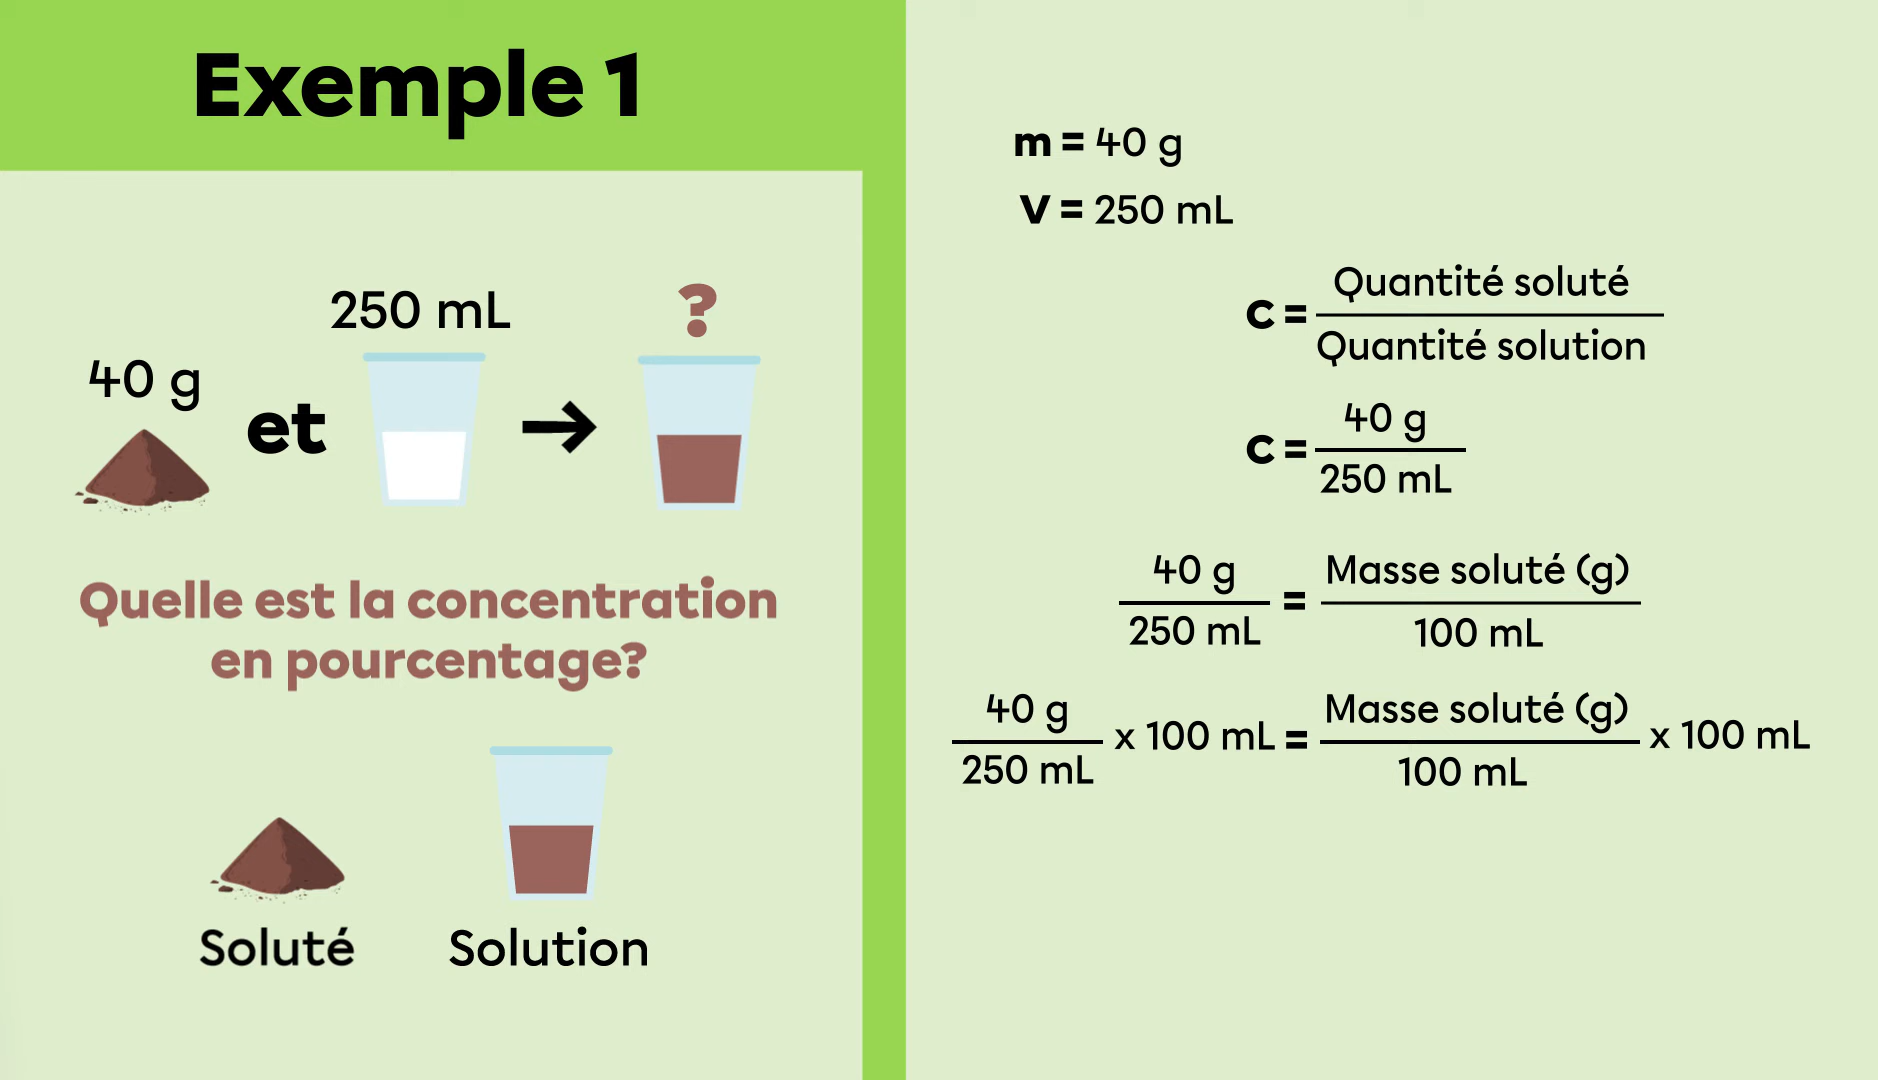 Exemple 1
250 mL
?
40 g
et
Quelle est la concentration
en pourcentage?
Soluté
Solution
m = 40 g
V = 250 mL
C = Quantité soluté
Quantité solution
C = 40 g
250 mL
40 g = Masse soluté (g)
250 mL 100 mL
40 g x 100 mL = Masse soluté (g) x 100 mL
250 mL 100 mL